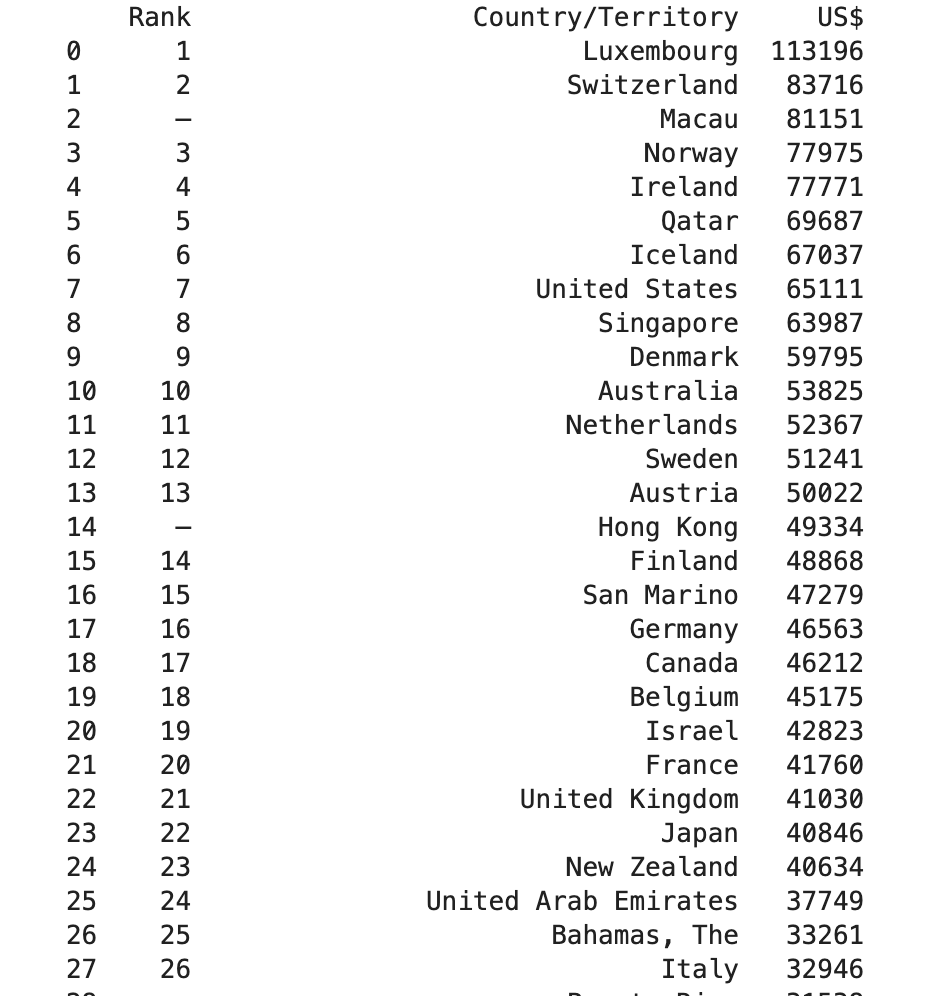 Rank Country/Territory US$
0 1 Luxembourg 113196
1 2 Switzerland 83716
2 — Macau 81151
3 3 Norway 77975
4 4 Ireland 77771
5 5 Qatar 69687
6 6 Iceland 67037
7 7 United States 65111
8 8 Singapore 63987
9 9 Denmark 59795
10 10 Australia 53825
11 11 Netherlands 52367
12 12 Sweden 51241
13 13 Austria 50022
14 — Hong Kong 49334
15 14 Finland 48868
16 15 San Marino 47279
17 16 Germany 46563
18 17 Canada 46212
19 18 Belgium 45175
20 19 Israel 42823
21 20 France 41760
22 21 United Kingdom 41030
23 22 Japan 40846
24 23 New Zealand 40634
25 24 United Arab Emirates 37749
26 25 Bahamas, The 33261
27 26 Italy 32946